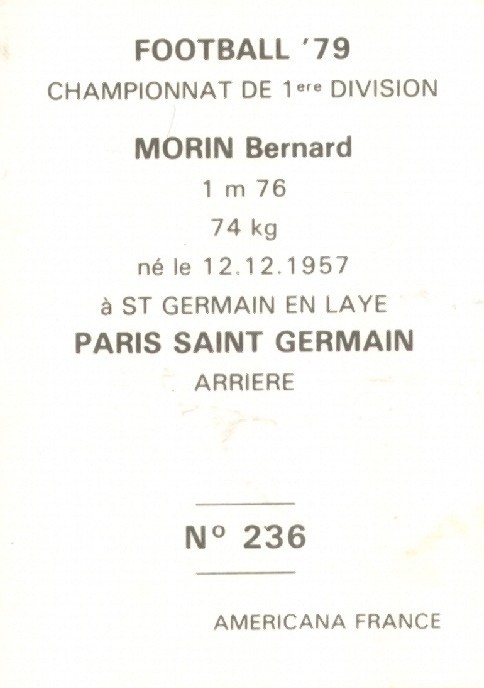 FOOTBALL '79
CHAMPIONNAT DE 1ere DIVISION
MORIN Bernard
1 m 76
74 kg
né le 12.12.1957
à ST GERMAIN EN LAYE
PARIS SAINT GERMAIN
ARRIERE
Nº 236
AMERICANA FRANCE